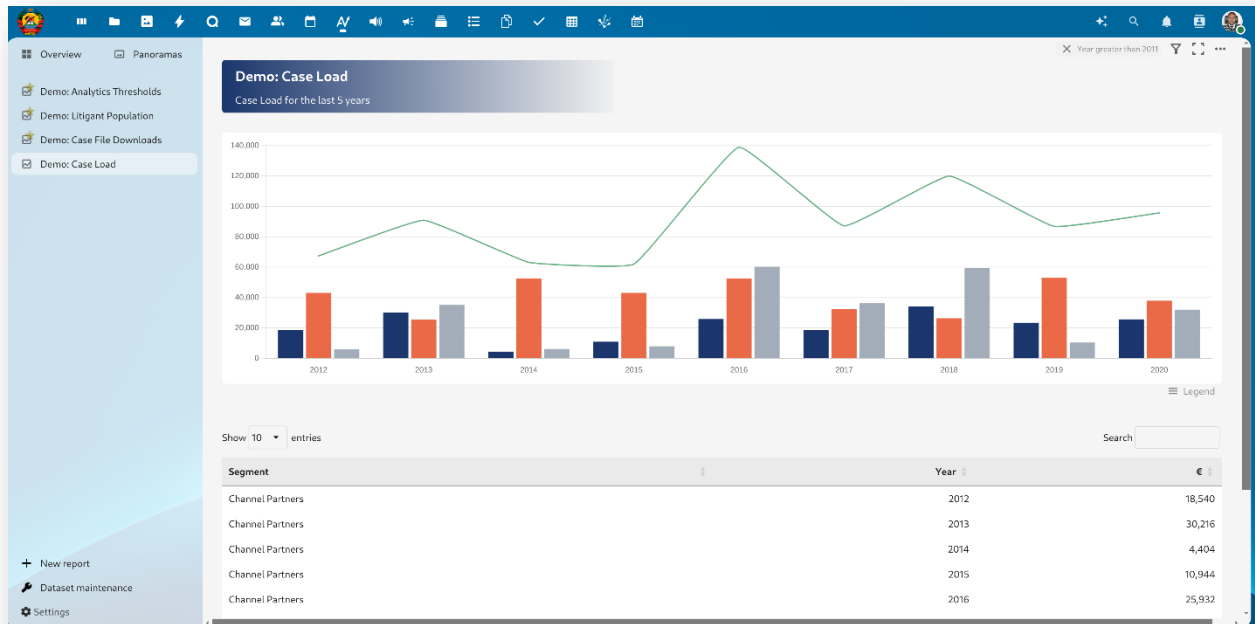 Overview Panoramas
Demo: Analytics Thresholds
Demo: Litigant Population
Demo: Case File Downloads
Demo: Case Load
New report
Dataset maintenance
Settings
Year greater than 2011
Demo: Case Load
Case Load for the last 5 years
140,000
120,000
100,000
80,000
60,000
40,000
20,000
0
2012 2013 2014 2015 2016 2017 2018 2019 2020
Legend
Show 10 entries Search
Segment Year €
Channel Partners 2012 18,540
Channel Partners 2013 30,216
Channel Partners 2014 4,404
Channel Partners 2015 10,944
Channel Partners 2016 25,932